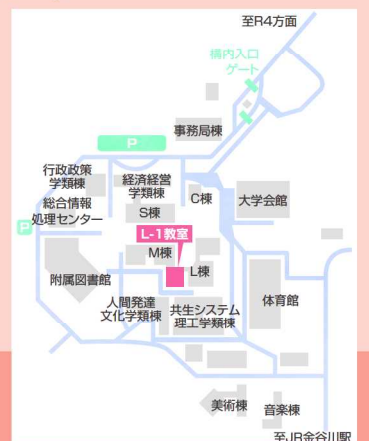 至R4方面
構内入口
ゲート
事務局棟
P
行政政策
学類棟
経済経営
学類棟
C棟
大学会館
総合情報
処理センター
S棟
P
L-1教室
M棟
L棟
附属図書館
人間発達
文化学類棟
共生システム
理工学類棟
体育館
美術棟
音楽棟
至JR金谷川駅